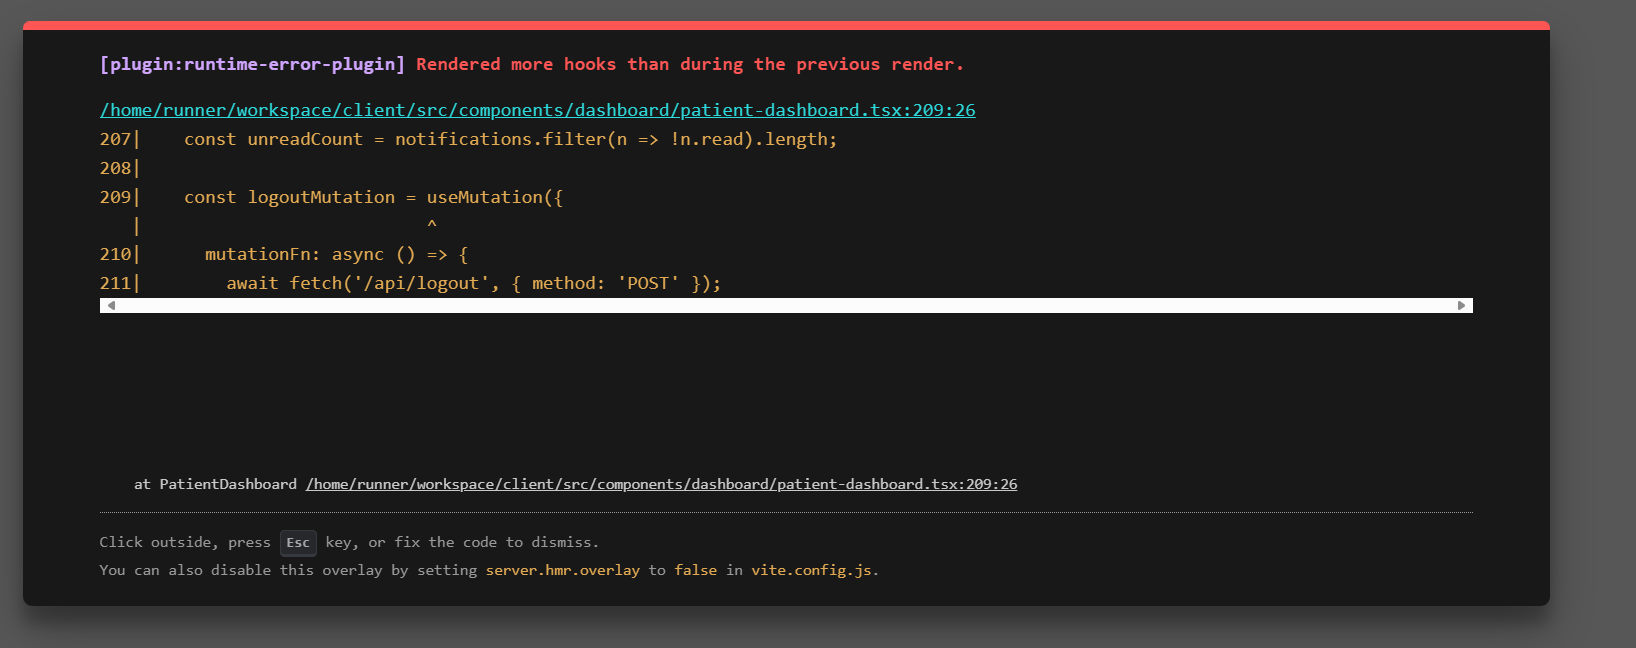 [plugin:runtime-error-plugin] Rendered more hooks than during the previous render.
/home/runner/workspace/client/src/components/dashboard/patient-dashboard.tsx:209:26
207|    const unreadCount = notifications.filter(n => !n.read).length;
208|
209|    const logoutMutation = useMutation({
   |                           ^
210|      mutationFn: async () => {
211|        await fetch('/api/logout', { method: 'POST' });
at PatientDashboard /home/runner/workspace/client/src/components/dashboard/patient-dashboard.tsx:209:26
Click outside, press Esc key, or fix the code to dismiss.
You can also disable this overlay by setting server.hmr.overlay to false in vite.config.js.